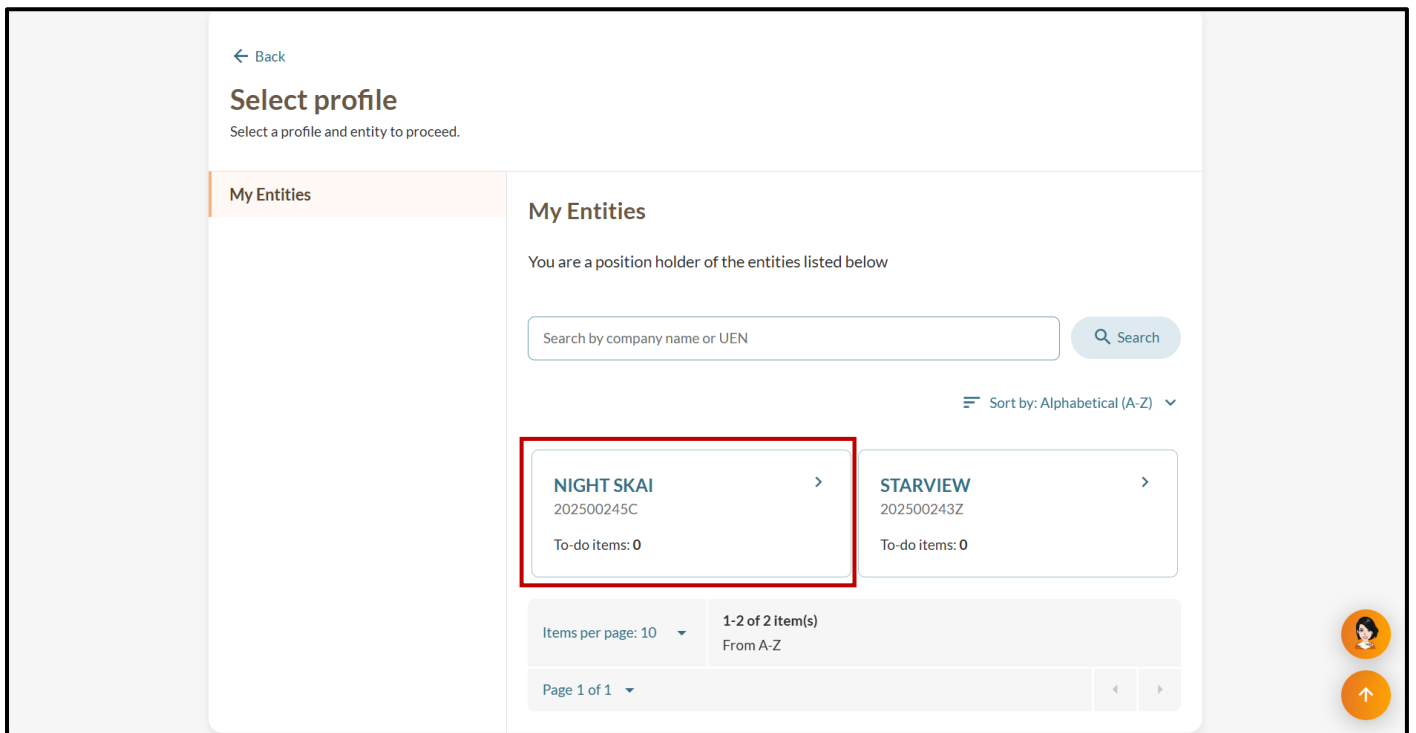 Back
Select profile
Select a profile and entity to proceed.
My Entities
My Entities
You are a position holder of the entities listed below
Search by company name or UEN
Search
Sort by: Alphabetical (A-Z)
NIGHT SKAI
202500245C
To-do items: 0
STARVIEW
202500243Z
To-do items: 0
Items per page: 10
1-2 of 2 item(s)
From A-Z
Page 1 of 1